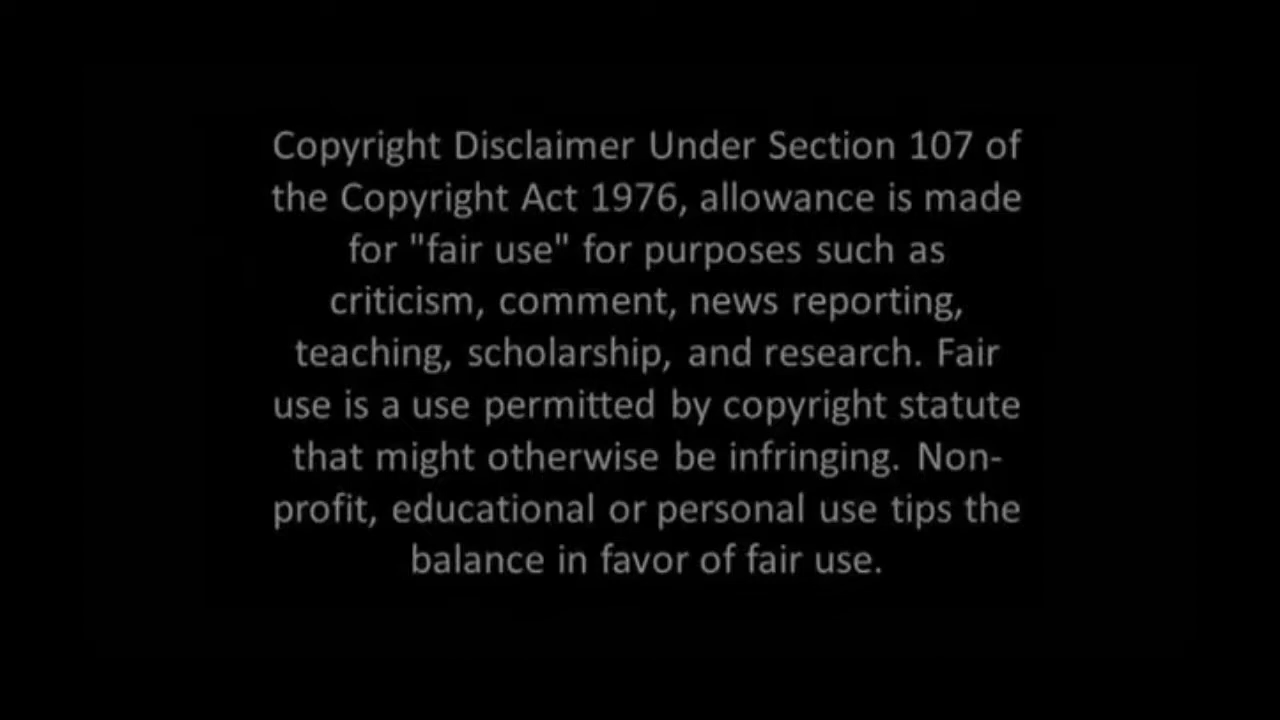 Copyright Disclaimer Under Section 107 of
the Copyright Act 1976, allowance is made
for "fair use" for purposes such as
criticism, comment, news reporting,
teaching, scholarship, and research. Fair
use is a use permitted by copyright statute
that might otherwise be infringing. Non-
profit, educational or personal use tips the
balance in favor of fair use.